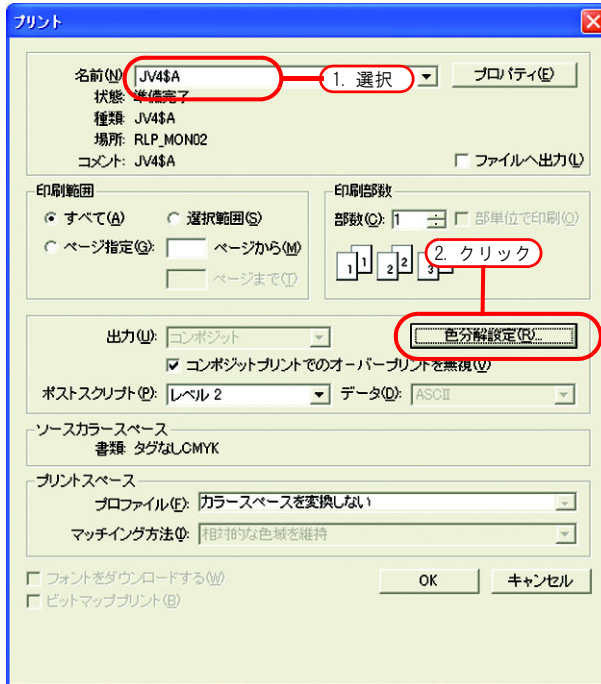 プリント
名前(N): JV4$A 1. 選択 プロパティ(E)
状態: 準備完了
種類: JV4$A
場所: RLP_MON02
コメント: JV4$A ファイルへ出力(L)
印刷範囲
すべて(A) 選択範囲(S)
ページ指定(G): ページから(M)
ページまで(T)
印刷部数
部数(C): 1 部単位で印刷(O)
1 1 2 2 3
2. クリック
出力(U): コンポジット 色分解設定(R)...
コンポジットプリントでのオーバープリントを無視(V)
ポストスクリプト(P): レベル 2 データ(D): ASCII
ソースカラースペース
書類: タグなしCMYK
プリントスペース
プロファイル(F): カラースペースを変換しない
マッチイング方法(I): 相対的な色域を維持
フォントをダウンロードする(W) OK キャンセル
ビットマッププリント(B)